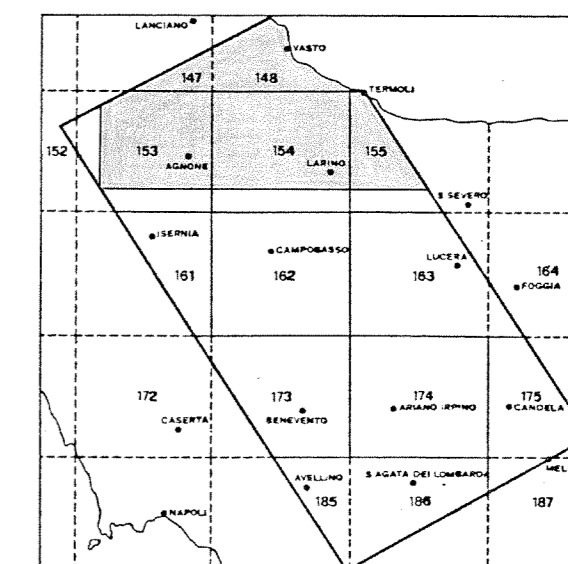 LANCIANO
VASTO
147
148
TERMOLI
152
153
154
155
AGNONE
LARINO
S.SEVERO
ISERNIA
CAMPOBASSO
LUCERA
161
162
163
164
FOGGIA
172
173
174
175
CASERTA
BENEVENTO
ARIANO IRPINO
CANDELA
AVELLINO
S.AGATA DEI LOMBARDI
MEL
185
186
187
NAPOLI